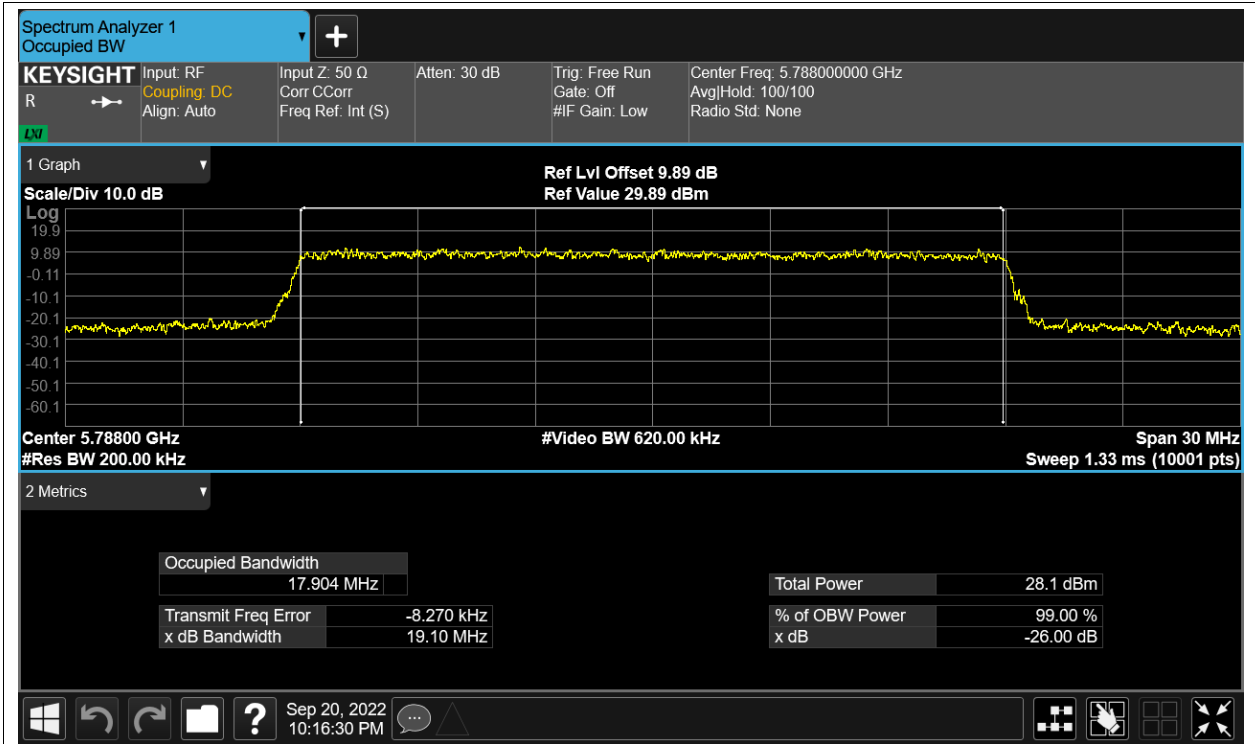 Spectrum Analyzer 1
Occupied BW
KEYSIGHT
R
LXI
Input: RF
Coupling: DC
Align: Auto
Input Z: 50 Ω
Corr CCorr
Freq Ref: Int (S)
Atten: 30 dB
Trig: Free Run
Gate: Off
#IF Gain: Low
Center Freq: 5.788000000 GHz
Avg|Hold: 100/100
Radio Std: None
1 Graph
Ref Lvl Offset 9.89 dB
Scale/Div 10.0 dB
Ref Value 29.89 dBm
Log
19.9
9.89
-0.11
-10.1
-20.1
-30.1
-40.1
-50.1
-60.1
Center 5.78800 GHz
#Video BW 620.00 kHz
Span 30 MHz
#Res BW 200.00 kHz
Sweep 1.33 ms (10001 pts)
2 Metrics
Occupied Bandwidth
17.904 MHz
Total Power 28.1 dBm
Transmit Freq Error -8.270 kHz
% of OBW Power 99.00 %
x dB Bandwidth 19.10 MHz
x dB -26.00 dB
?
Sep 20, 2022
10:16:30 PM